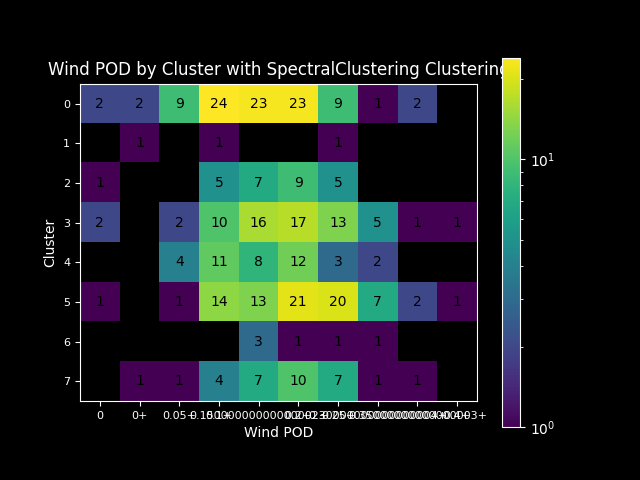 Wind POD by Cluster with SpectralClustering Clustering
0 2 2 9 24 23 23 9 1 2
1 1 1 1
2 1 5 7 9 5
3 2 2 10 16 17 13 5 1 1
4 4 11 8 12 3 2
5 1 1 14 13 21 20 7 2 1
6 3 1 1 1
7 1 1 4 7 10 7 1 1
0 0+ 0.05+
Wind POD
Cluster
10¹
10⁰